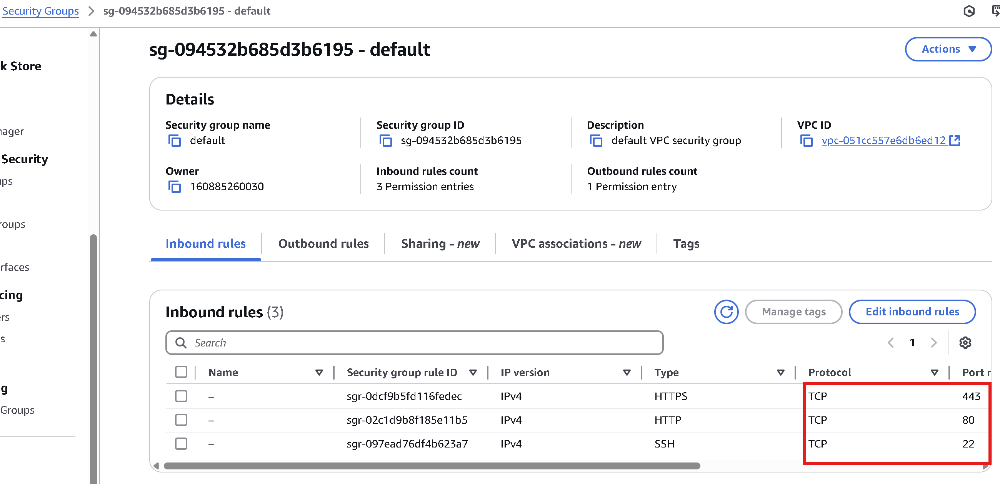 Security Groups > sg-094532b685d3b6195 - default
k Store
nager
Security
ups
roups
rfaces
cing
ers
s
g
Groups
sg-094532b685d3b6195 - default
Actions
Details
Security group name
default
Security group ID
sg-094532b685d3b6195
Description
default VPC security group
VPC ID
vpc-051cc557e6db6ed12
Owner
160885260030
Inbound rules count
3 Permission entries
Outbound rules count
1 Permission entry
Inbound rules Outbound rules Sharing - new VPC associations - new Tags
Inbound rules (3)
Manage tags Edit inbound rules
Search
1
Name Security group rule ID IP version Type Protocol Port r
– sgr-0dcf9b5fd116fedec IPv4 HTTPS TCP 443
– sgr-02c1d9b8f185e11b5 IPv4 HTTP TCP 80
– sgr-097ead76df4b623a7 IPv4 SSH TCP 22